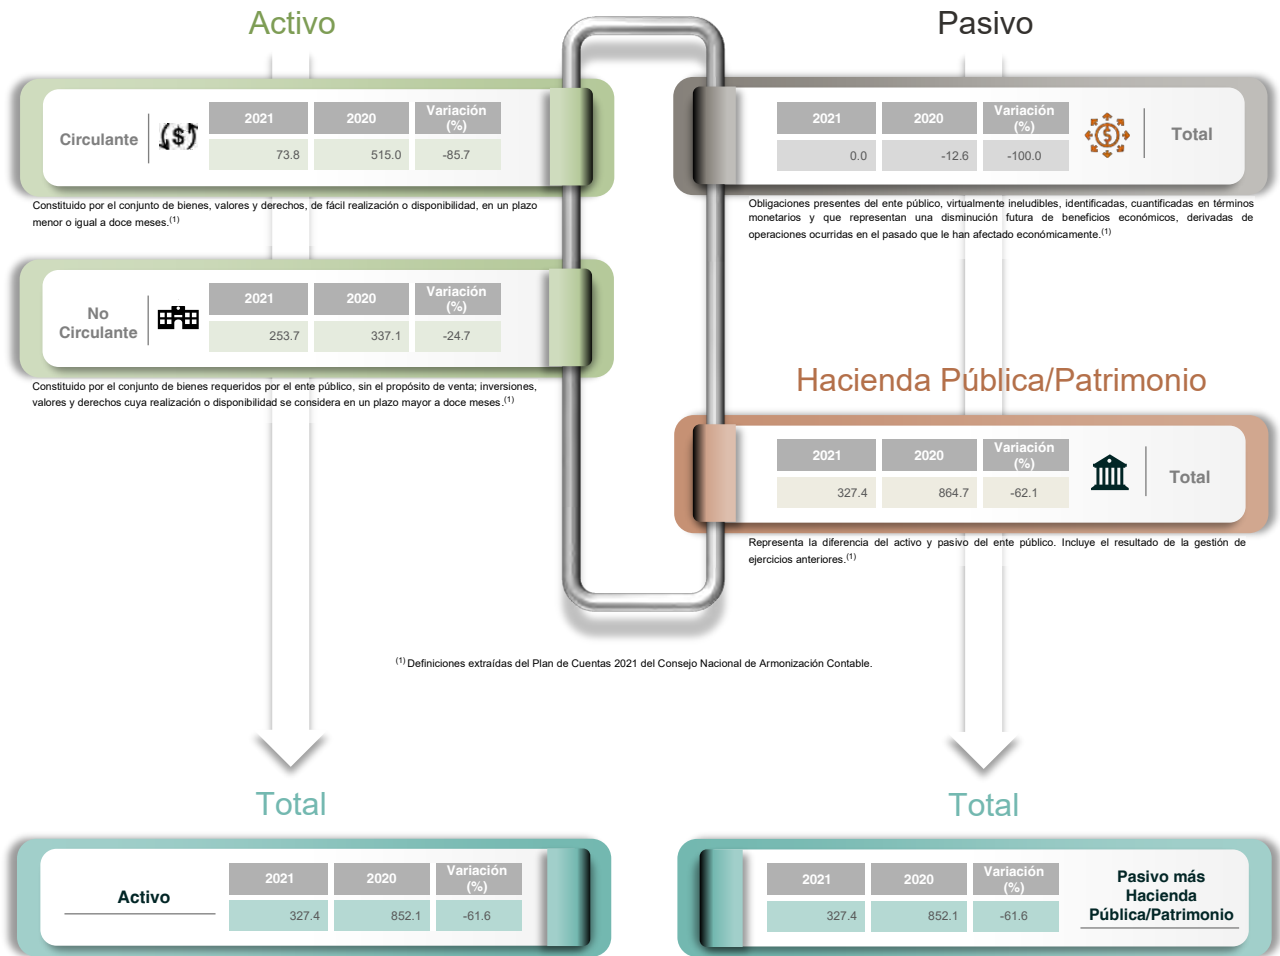 Activo
Circulante
2021 2020 Variación (%)
73.8 515.0 -85.7
Constituido por el conjunto de bienes, valores y derechos, de fácil realización o disponibilidad, en un plazo
menor o igual a doce meses.(1)
No
Circulante
2021 2020 Variación (%)
253.7 337.1 -24.7
Constituido por el conjunto de bienes requeridos por el ente público, sin el propósito de venta; inversiones,
valores y derechos cuya realización o disponibilidad se considera en un plazo mayor a doce meses.(1)
Pasivo
2021 2020 Variación (%)
0.0 -12.6 -100.0
Total
Obligaciones presentes del ente público, virtualmente ineludibles, identificadas, cuantificadas en términos
monetarios y que representan una disminución futura de beneficios económicos, derivadas de
operaciones ocurridas en el pasado que le han afectado económicamente.(1)
Hacienda Pública/Patrimonio
2021 2020 Variación (%)
327.4 864.7 -62.1
Total
Representa la diferencia del activo y pasivo del ente público. Incluye el resultado de la gestión de
ejercicios anteriores.(1)
(1) Definiciones extraídas del Plan de Cuentas 2021 del Consejo Nacional de Armonización Contable.
Total
Activo
2021 2020 Variación (%)
327.4 852.1 -61.6
Total
2021 2020 Variación (%)
327.4 852.1 -61.6
Pasivo más
Hacienda
Pública/Patrimonio